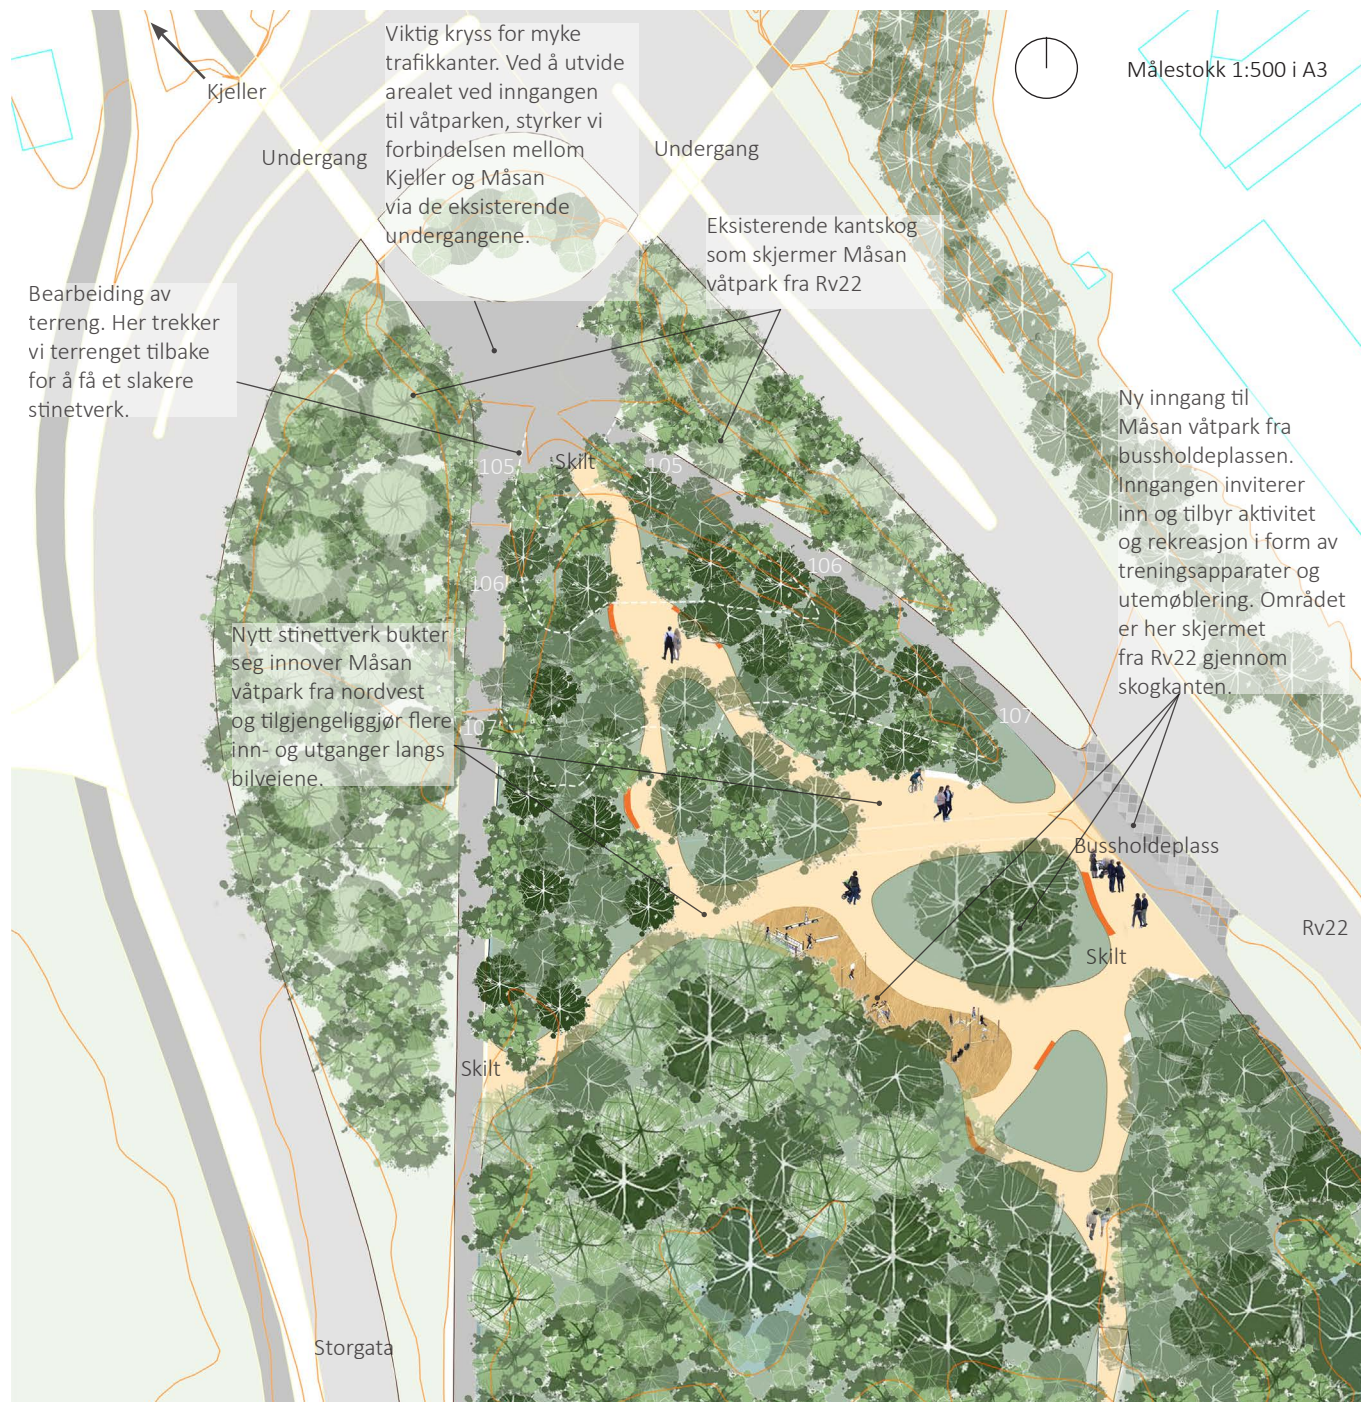 Viktig kryss for myke
trafikkanter. Ved å utvide
arealet ved inngangen
til våtparken, styrker vi
forbindelsen mellom
Kjeller og Måsan
via de eksisterende
undergangene.
Målestokk 1:500 i A3
Kjeller
Undergang
Undergang
Eksisterende kantskog
som skjermer Måsan
våtpark fra Rv22
Bearbeiding av
terreng. Her trekker
vi terrenget tilbake
for å få et slakere
stinetverk.
Ny inngang til
Måsan våtpark fra
bussholdeplassen.
Inngangen inviterer
inn og tilbyr aktivitet
og rekreasjon i form av
treningsapparater og
utemøblering. Området
er her skjermet
fra Rv22 gjennom
skogkanten.
105
Skilt
105
106
106
Nytt stinettverk bukter
seg innover Måsan
våtpark fra nordvest
og tilgjengeliggjør flere
inn- og utganger langs
bilveiene.
107
107
Bussholdeplass
Rv22
Skilt
Skilt
Storgata